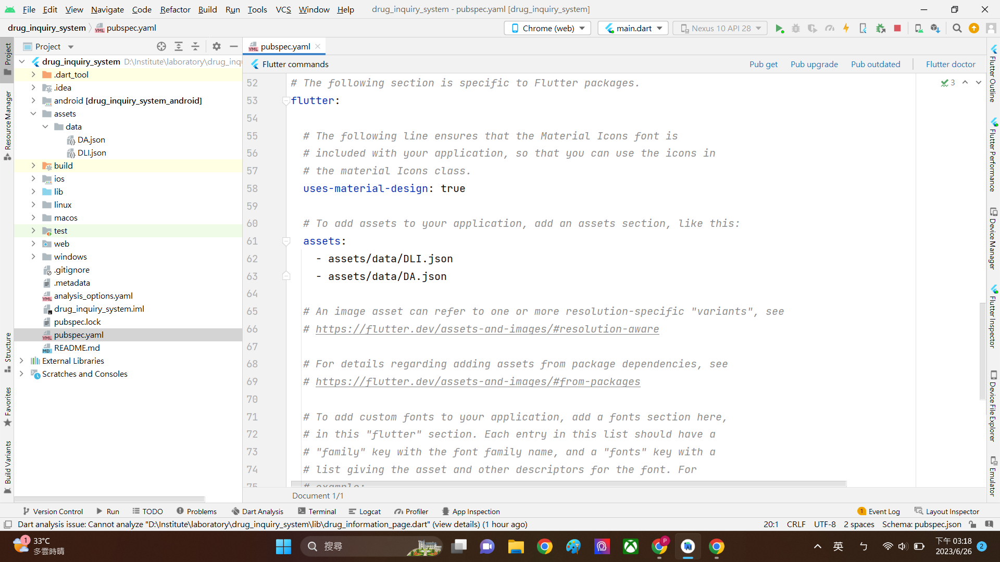 File Edit View Navigate Code Refactor Build Run Tools VCS Window Help drug_inquiry_system - pubspec.yaml [drug_inquiry_system]
drug_inquiry_system pubspec.yaml Chrome (web) main.dart Nexus 10 API 28
Project
pubspec.yaml
drug_inquiry_system D:\Institute\laboratory\drug_inqu
Flutter commands Pub get Pub upgrade Pub outdated Flutter doctor
.dart_tool
.idea
android [drug_inquiry_system_android]
assets
data
DA.json
DLI.json
build
ios
lib
linux
macos
test
web
windows
.gitignore
.metadata
analysis_options.yaml
drug_inquiry_system.iml
pubspec.lock
pubspec.yaml
README.md
External Libraries
Scratches and Consoles
3
52 # The following section is specific to Flutter packages.
53 flutter:
54
55 # The following line ensures that the Material Icons font is
56 # included with your application, so that you can use the icons in
57 # the material Icons class.
58 uses-material-design: true
59
60 # To add assets to your application, add an assets section, like this:
61 assets:
62 - assets/data/DLI.json
63 - assets/data/DA.json
64
65 # An image asset can refer to one or more resolution-specific "variants", see
66 # https://flutter.dev/assets-and-images/#resolution-aware
67
68 # For details regarding adding assets from package dependencies, see
69 # https://flutter.dev/assets-and-images/#from-packages
70
71 # To add custom fonts to your application, add a fonts section here,
72 # in this "flutter" section. Each entry in this list should have a
73 # "family" key with the font family name, and a "fonts" key with a
74 # list giving the asset and other descriptors for the font. For
75 # example:
Document 1/1
Project
Resource Manager
Structure
Favorites
Build Variants
Flutter Outline
Flutter Performance
Device Manager
Flutter Inspector
Device File Explorer
Emulator
Version Control Run TODO Problems Dart Analysis Terminal Logcat Profiler App Inspection 1 Event Log Layout Inspector
Dart analysis issue: Cannot analyze "D:\Institute\laboratory\drug_inquiry_system\lib\drug_information_page.dart" (view details) (1 hour ago) 20:1 CRLF UTF-8 2 spaces Schema: pubspec.json
1 33°C
多雲時晴
搜尋
P
英 ㄅ
下午 03:18
2023/6/26
2